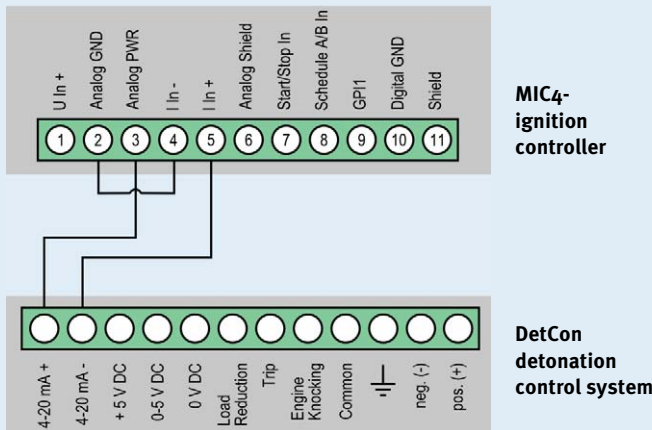 U In +
Analog GND
Analog PWR
I In -
I In +
Analog Shield
Start/Stop In
Schedule A/B In
GPI1
Digital GND
Shield
1 2 3 4 5 6 7 8 9 10 11
MIC4-
ignition
controller
4-20 mA +
4-20 mA -
+ 5 V DC
0-5 V DC
0 V DC
Load
Reduction
Trip
Engine
Knocking
Common
neg. (-)
pos. (+)
DetCon
detonation
control system